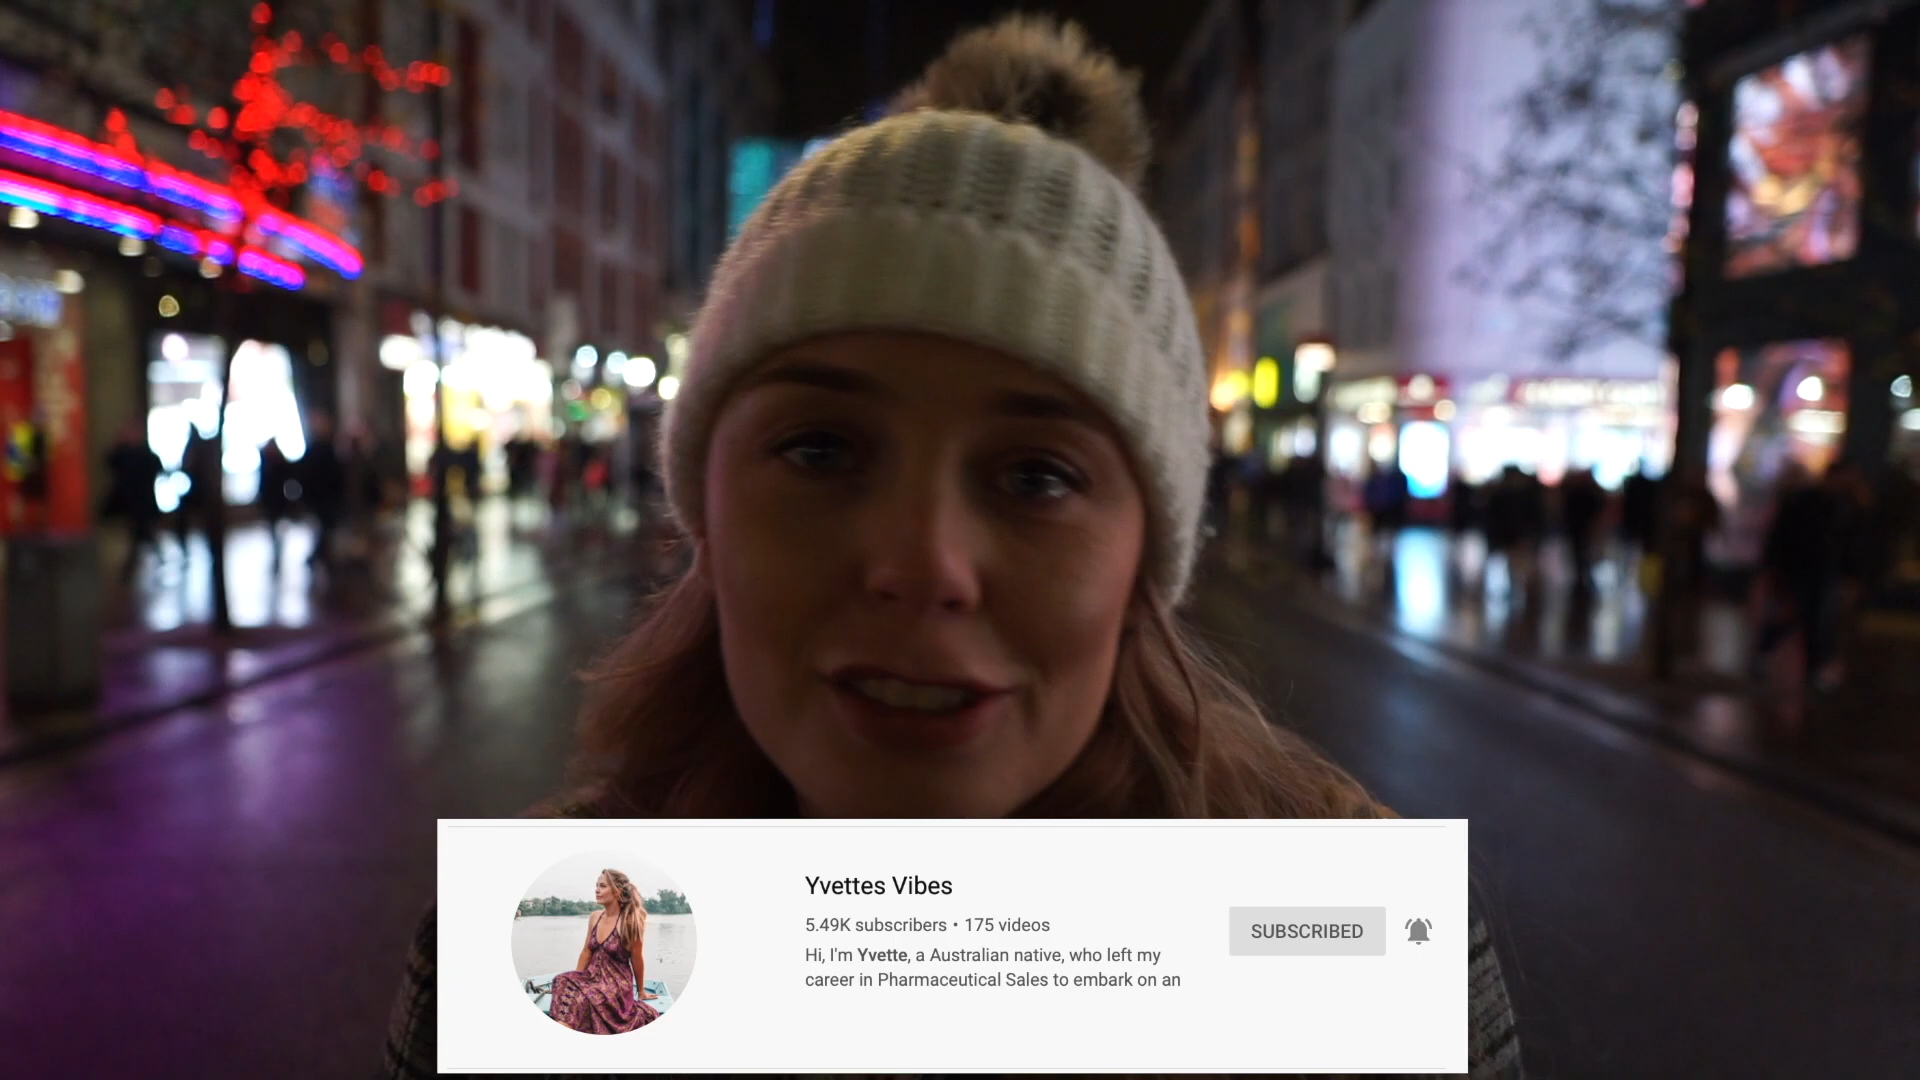 Yvettes Vibes
5.49K subscribers • 175 videos
Hi, I'm Yvette, a Australian native, who left my
career in Pharmaceutical Sales to embark on an
SUBSCRIBED